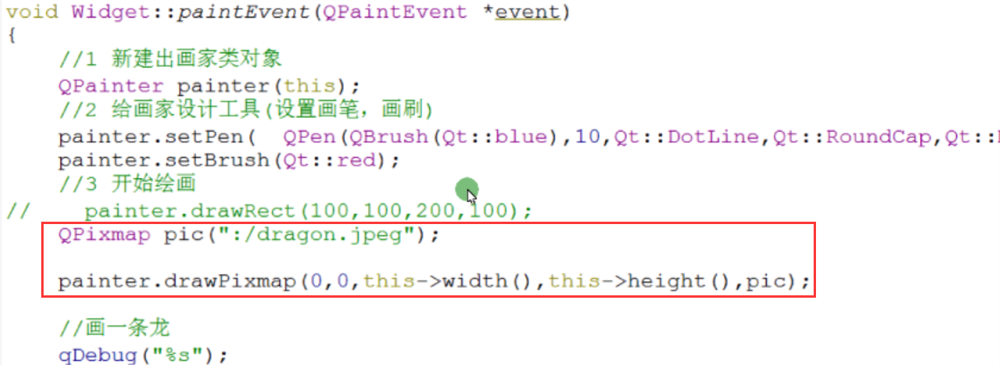 void Widget::paintEvent(QPaintEvent *event)
{
//1 新建出画家类对象
QPainter painter(this);
//2 给画家设计工具(设置画笔，画刷)
painter.setPen(  QPen(QBrush(Qt::blue),10,Qt::DotLine,Qt::RoundCap,Qt::
painter.setBrush(Qt::red);
//3 开始绘画
//    painter.drawRect(100,100,200,100);
QPixmap pic(":/dragon.jpeg");
painter.drawPixmap(0,0,this->width(),this->height(),pic);
//画一条龙
qDebug("%s");